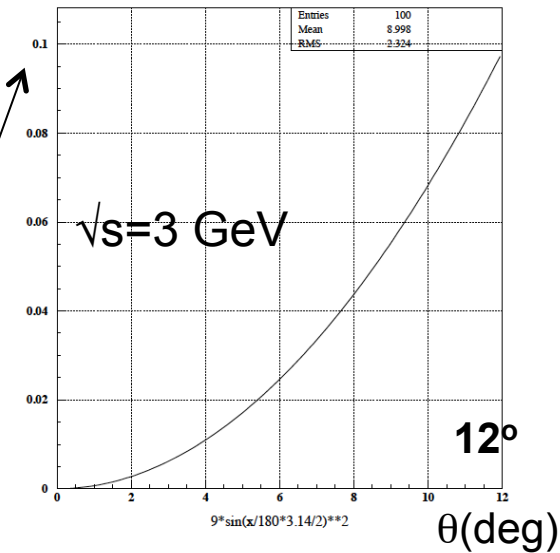 Entries 100
Mean 8.998
RMS 2.324
0.1
0.08
0.06
√s=3 GeV
0.04
0.02
12º
0
0 2 4 6 8 10 12
9*sin(x/180*3.14/2)**2
θ(deg)